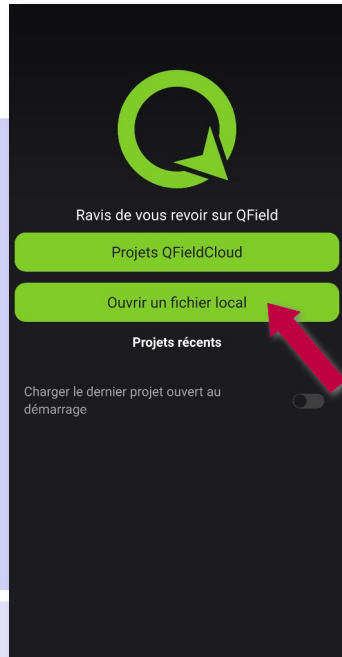 Ravis de vous revoir sur QField
Projets QFieldCloud
Ouvrir un fichier local
Projets récents
Charger le dernier projet ouvert au
démarrage